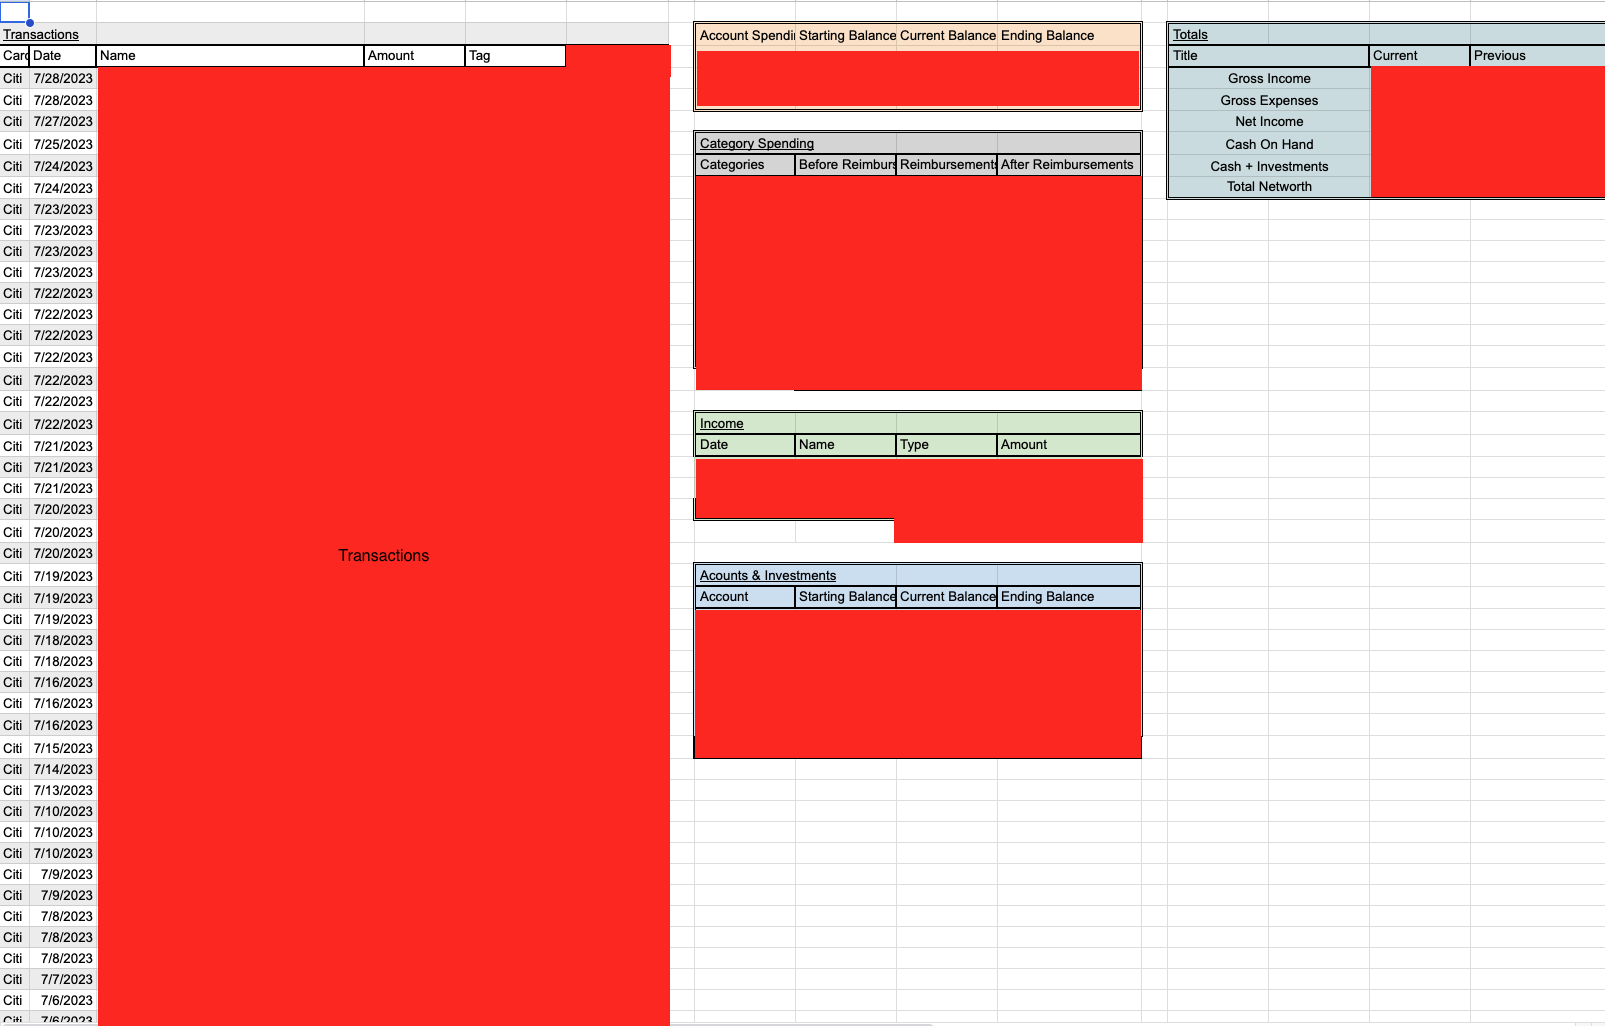 Transactions
Card Date Name Amount Tag
Citi 7/28/2023
Citi 7/28/2023
Citi 7/27/2023
Citi 7/25/2023
Citi 7/24/2023
Citi 7/24/2023
Citi 7/23/2023
Citi 7/23/2023
Citi 7/23/2023
Citi 7/23/2023
Citi 7/22/2023
Citi 7/22/2023
Citi 7/22/2023
Citi 7/22/2023
Citi 7/22/2023
Citi 7/22/2023
Citi 7/22/2023
Citi 7/21/2023
Citi 7/21/2023
Citi 7/21/2023
Citi 7/20/2023
Citi 7/20/2023
Citi 7/20/2023
Citi 7/19/2023
Citi 7/19/2023
Citi 7/19/2023
Citi 7/18/2023
Citi 7/18/2023
Citi 7/16/2023
Citi 7/16/2023
Citi 7/16/2023
Citi 7/15/2023
Citi 7/14/2023
Citi 7/13/2023
Citi 7/10/2023
Citi 7/10/2023
Citi 7/10/2023
Citi 7/9/2023
Citi 7/9/2023
Citi 7/8/2023
Citi 7/8/2023
Citi 7/8/2023
Citi 7/7/2023
Citi 7/6/2023
Citi 7/6/2023
Transactions
Account Spendi Starting Balance Current Balance Ending Balance
Category Spending
Categories Before Reimburs Reimbursements After Reimbursements
Income
Date Name Type Amount
Acounts & Investments
Account Starting Balance Current Balance Ending Balance
Totals
Title Current Previous
Gross Income
Gross Expenses
Net Income
Cash On Hand
Cash + Investments
Total Networth